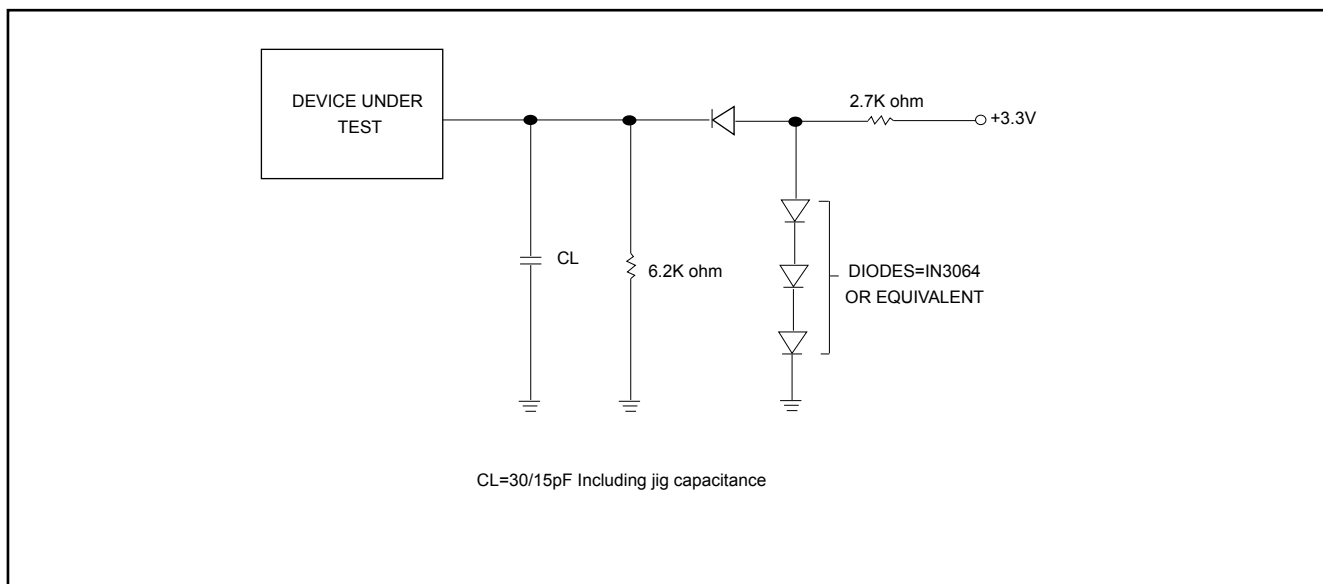 DEVICE UNDER
TEST
2.7K ohm
+3.3V
CL
6.2K ohm
DIODES=IN3064
OR EQUIVALENT
CL=30/15pF Including jig capacitance